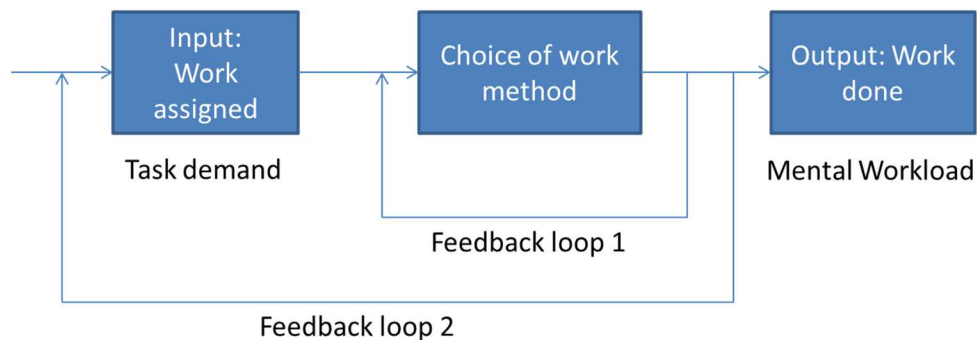 Input:
Work
assigned
Choice of work
method
Output: Work
done
Task demand
Mental Workload
Feedback loop 1
Feedback loop 2